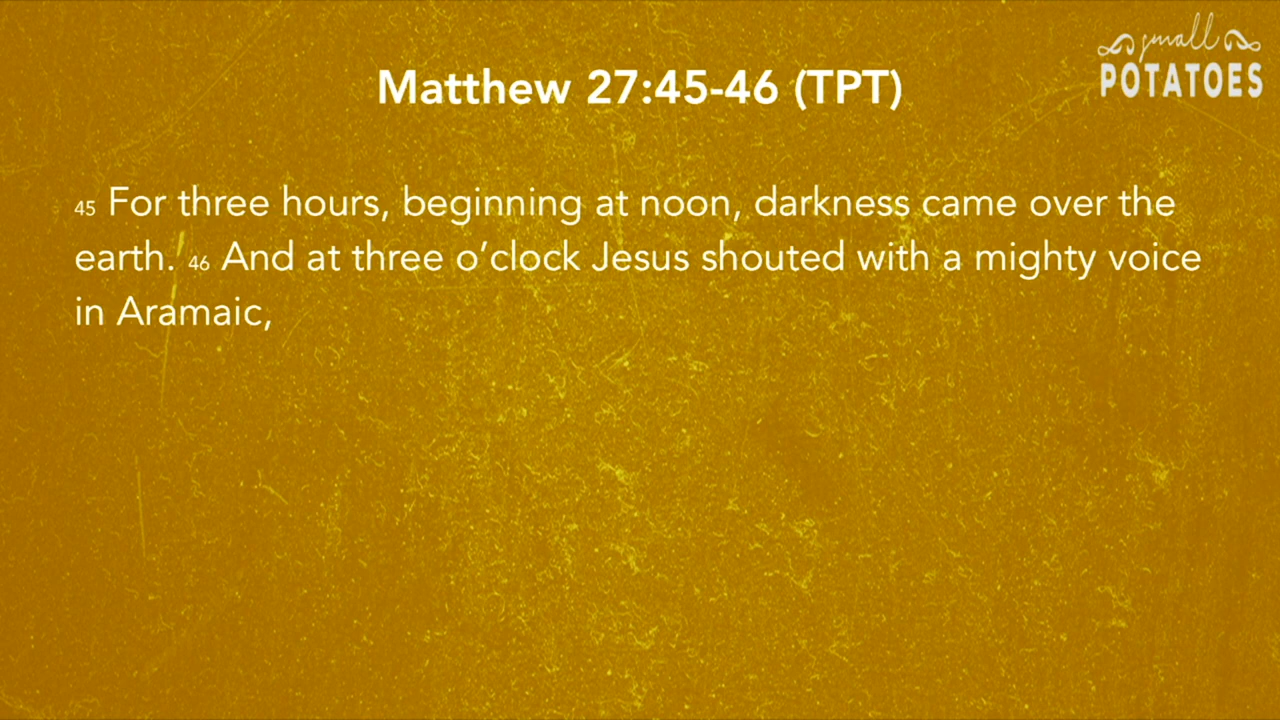 small
POTATOES
Matthew 27:45-46 (TPT)
45 For three hours, beginning at noon, darkness came over the
earth. 46 And at three o’clock Jesus shouted with a mighty voice
in Aramaic,